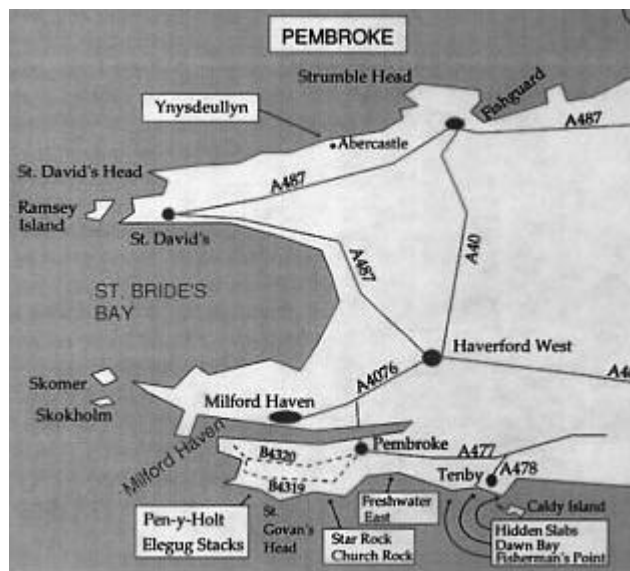 PEMBROKE
Strumble Head
Fishguard
Ynysdeullyn
A487
Abercastle
St. David's Head
A487
Ramsey
Island
St. David's
A487
A40
ST. BRIDE'S
BAY
Haverford West
Skomer
A4076
Milford Haven
Skokholm
Milford Haven
Pembroke
B4320
A477
Tenby
A478
B4319
Freshwater
East
Caldy Island
Pen-y-Holt
Elegug Stacks
St.
Govan's
Head
Star Rock
Church Rock
Hidden Slabs
Dawn Bay
Fisherman's Point